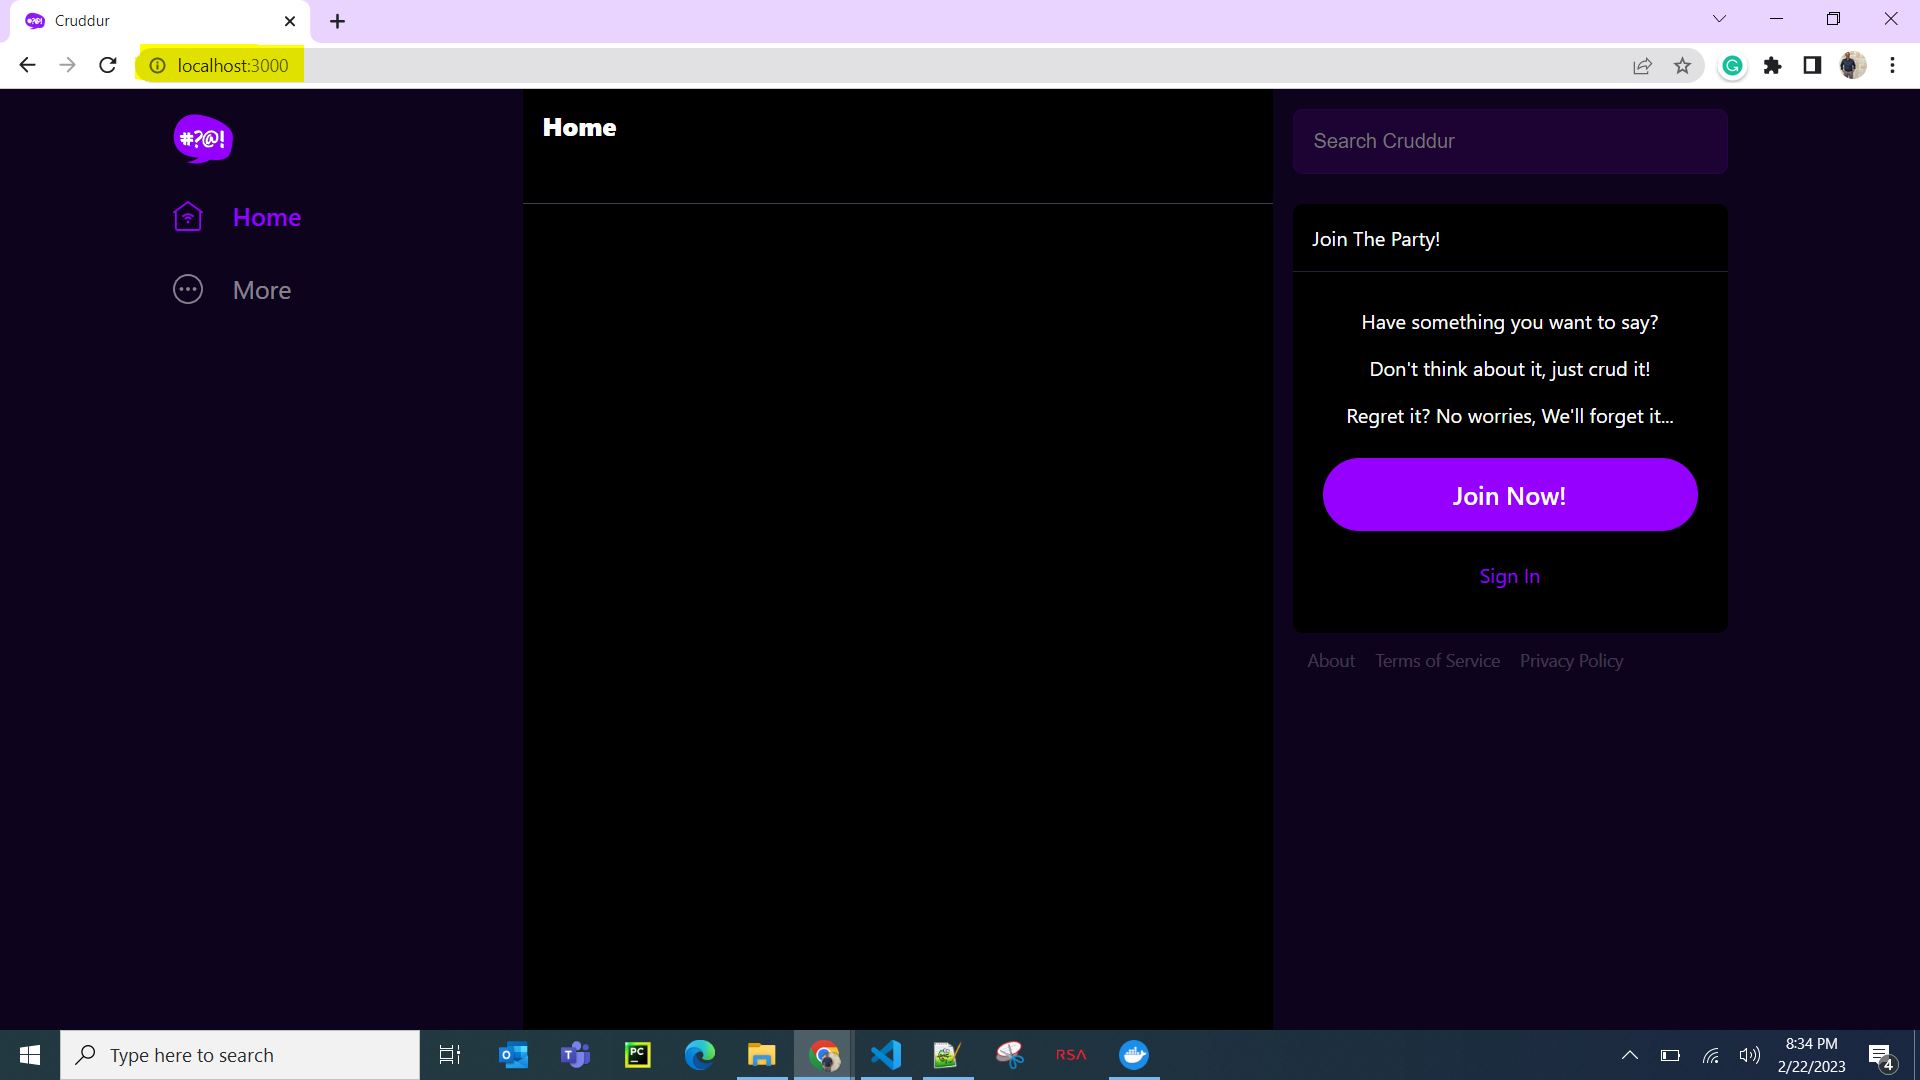 Cruddur
localhost:3000
#?@!
Home
More
Home
Search Cruddur
Join The Party!
Have something you want to say?
Don't think about it, just crud it!
Regret it? No worries, We'll forget it...
Join Now!
Sign In
About Terms of Service Privacy Policy
Type here to search
PC
RSA
8:34 PM
2/22/2023
4